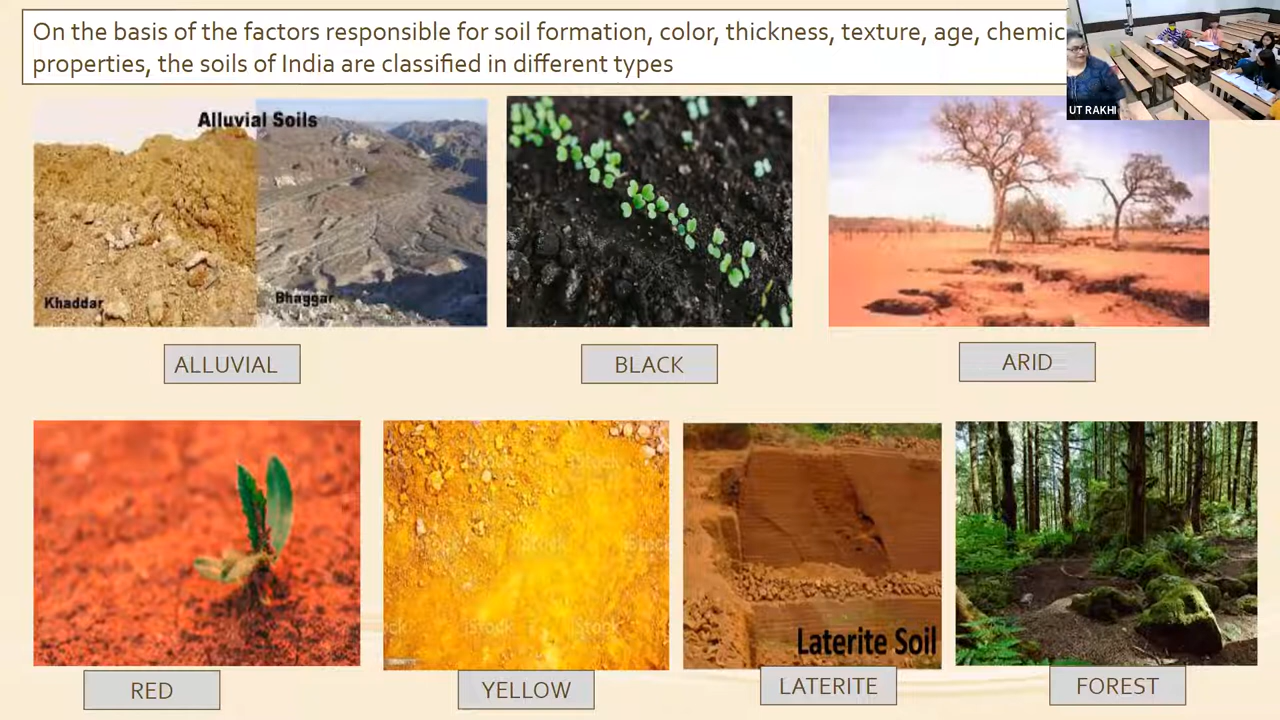 On the basis of the factors responsible for soil formation, color, thickness, texture, age, chemic
properties, the soils of India are classified in different types
UT RAKHI
Alluvial Soils
Khaddar
Bhaggar
ALLUVIAL
BLACK
ARID
iStock
iStock
Laterite Soil
RED
YELLOW
LATERITE
FOREST